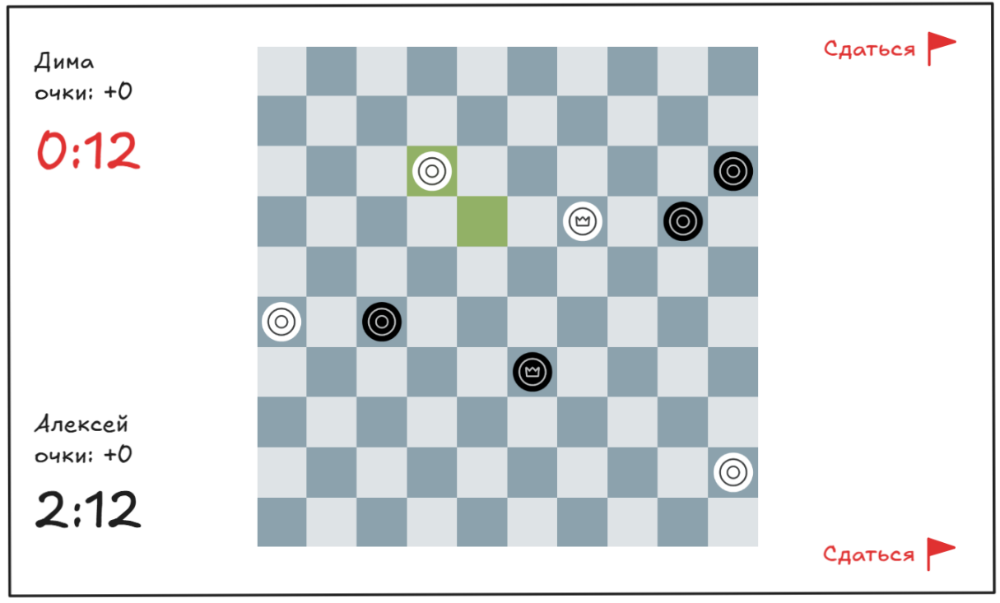 Дима
очки: +0
0:12
Сдаться
Алексей
очки: +0
2:12
Сдаться